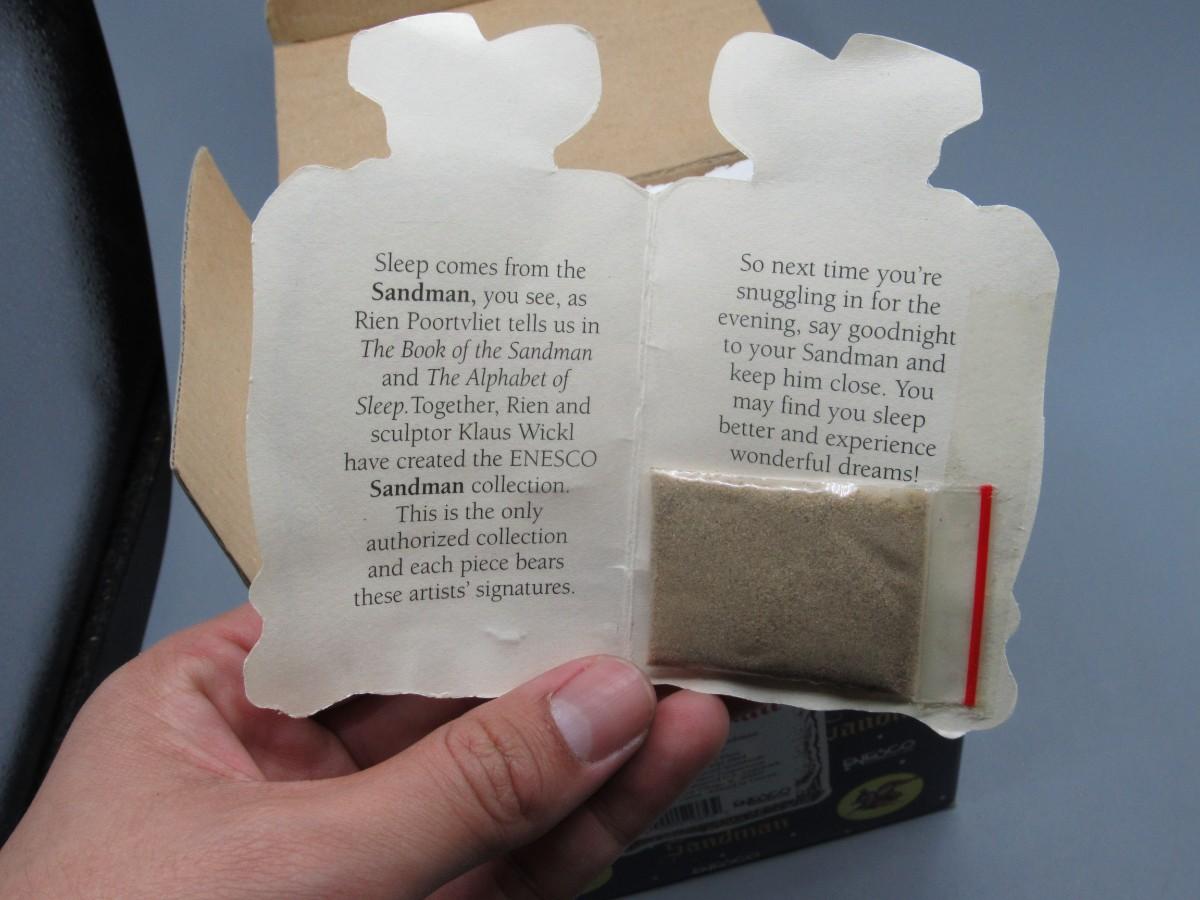 Sleep comes from the
Sandman, you see, as
Rien Poortvliet tells us in
The Book of the Sandman
and The Alphabet of
Sleep.Together, Rien and
sculptor Klaus Wickl
have created the ENESCO
Sandman collection.
This is the only
authorized collection
and each piece bears
these artists' signatures.
So next time you're
snuggling in for the
evening, say goodnight
to your Sandman and
keep him close. You
may find you sleep
better and experience
wonderful dreams!
Sandman
ENESCO
ENESCO
Sandman
ENESCO